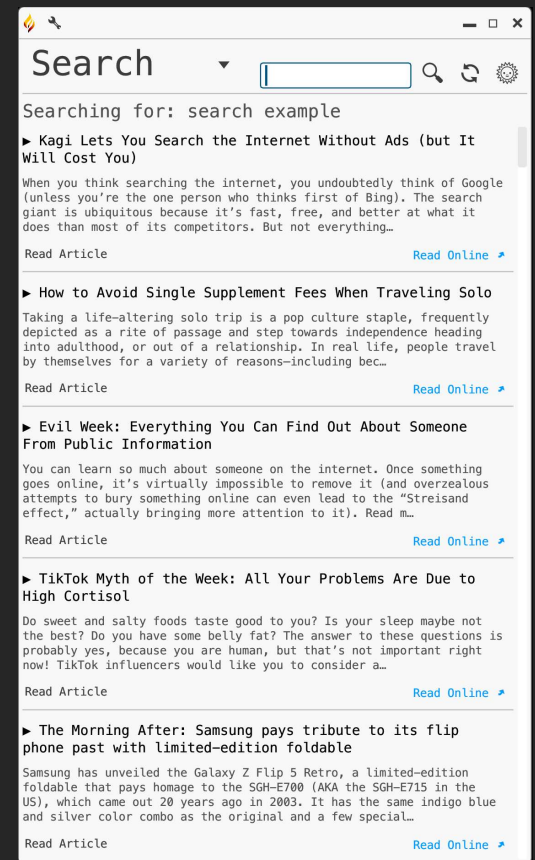 Search
Searching for: search example
▶ Kagi Lets You Search the Internet Without Ads (but It
Will Cost You)
When you think searching the internet, you undoubtedly think of Google
(unless you’re the one person who thinks first of Bing). The search
giant is ubiquitous because it’s fast, free, and better at what it
does than most of its competitors. But not everything…
Read Article
Read Online
▶ How to Avoid Single Supplement Fees When Traveling Solo
Taking a life–altering solo trip is a pop culture staple, frequently
depicted as a rite of passage and step towards independence heading
into adulthood, or out of a relationship. In real life, people travel
by themselves for a variety of reasons—including bec…
Read Article
Read Online
▶ Evil Week: Everything You Can Find Out About Someone
From Public Information
You can learn so much about someone on the internet. Once something
goes online, it’s virtually impossible to remove it (and overzealous
attempts to bury something online can even lead to the “Streisand
effect,” actually bringing more attention to it). Read m…
Read Article
Read Online
▶ TikTok Myth of the Week: All Your Problems Are Due to
High Cortisol
Do sweet and salty foods taste good to you? Is your sleep maybe not
the best? Do you have some belly fat? The answer to these questions is
probably yes, because you are human, but that’s not important right
now! TikTok influencers would like you to consider a…
Read Article
Read Online
▶ The Morning After: Samsung pays tribute to its flip
phone past with limited–edition foldable
Samsung has unveiled the Galaxy Z Flip 5 Retro, a limited–edition
foldable that pays homage to the SGH–E700 (AKA the SGH–E715 in the
US), which came out 20 years ago in 2003. It has the same indigo blue
and silver color combo as the original and a few special…
Read Article
Read Online